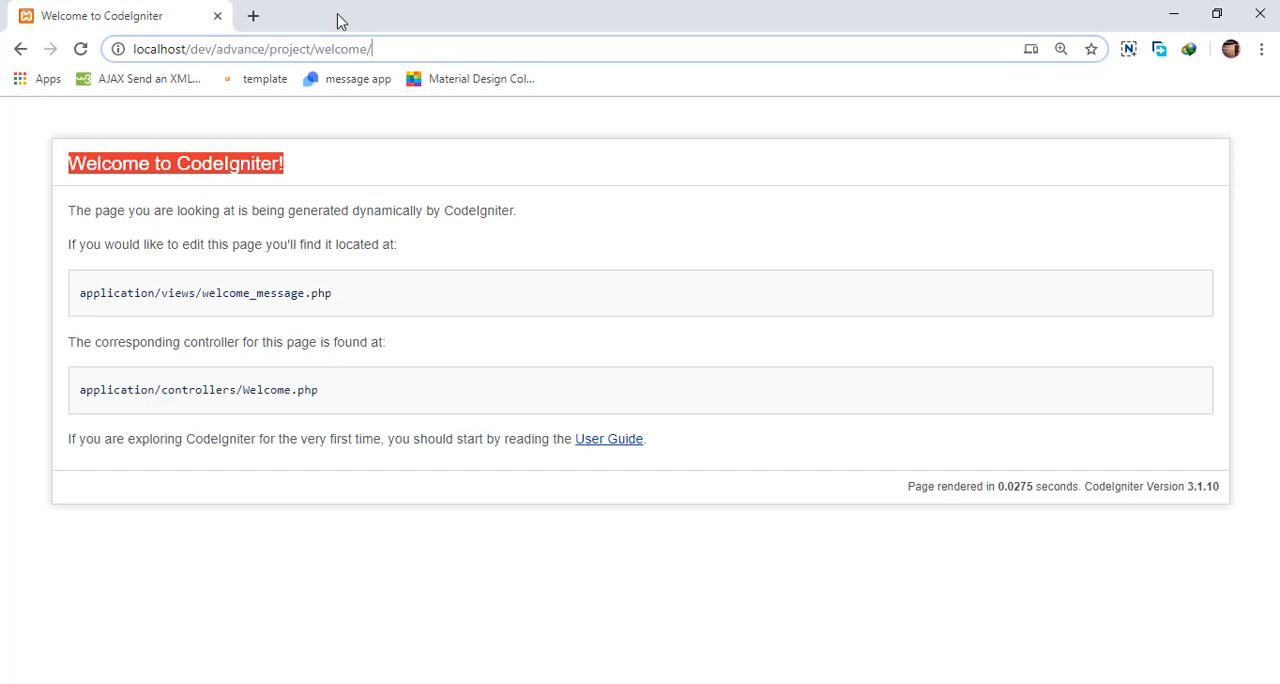 Welcome to CodeIgniter
localhost/dev/advance/project/welcome/
Apps
AJAX Send an XML...
template
message app
Material Design Col...
Welcome to CodeIgniter!
The page you are looking at is being generated dynamically by CodeIgniter.
If you would like to edit this page you'll find it located at:
application/views/welcome_message.php
The corresponding controller for this page is found at:
application/controllers/Welcome.php
If you are exploring CodeIgniter for the very first time, you should start by reading the User Guide.
Page rendered in 0.0275 seconds. CodeIgniter Version 3.1.10